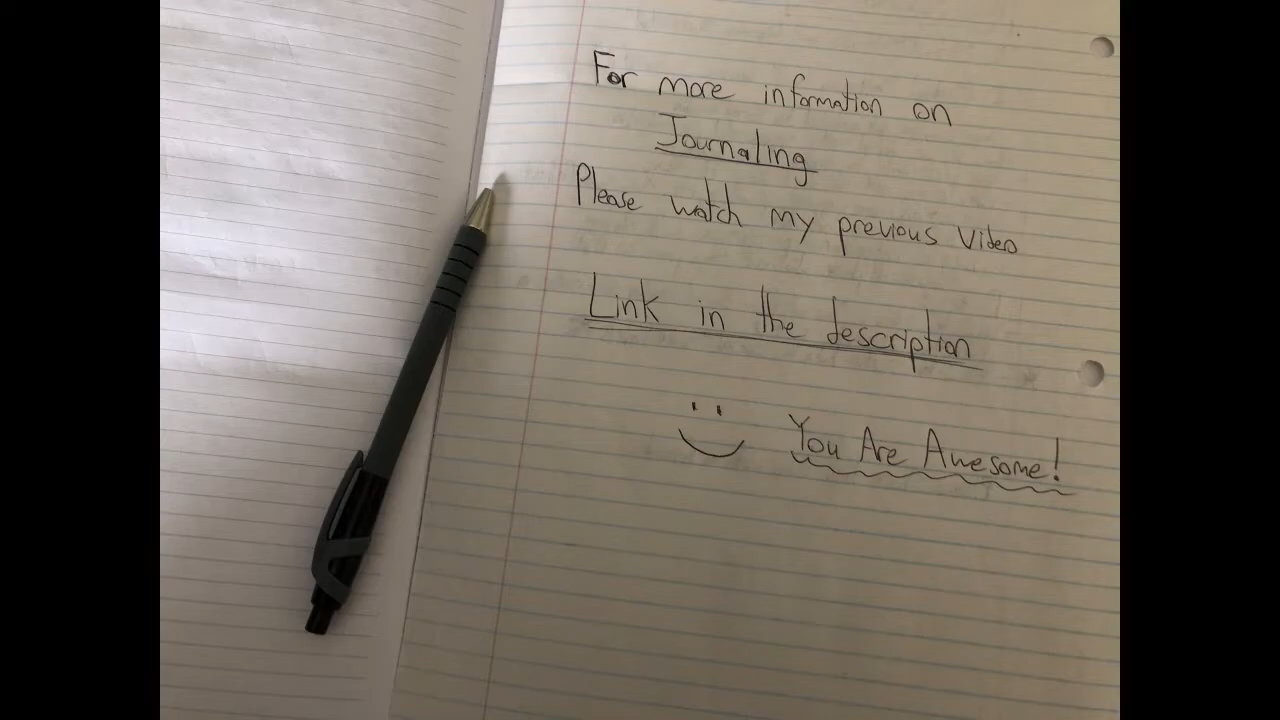 For more information on
Journaling
Please watch my previous video
Link in the description
You Are Awesome!